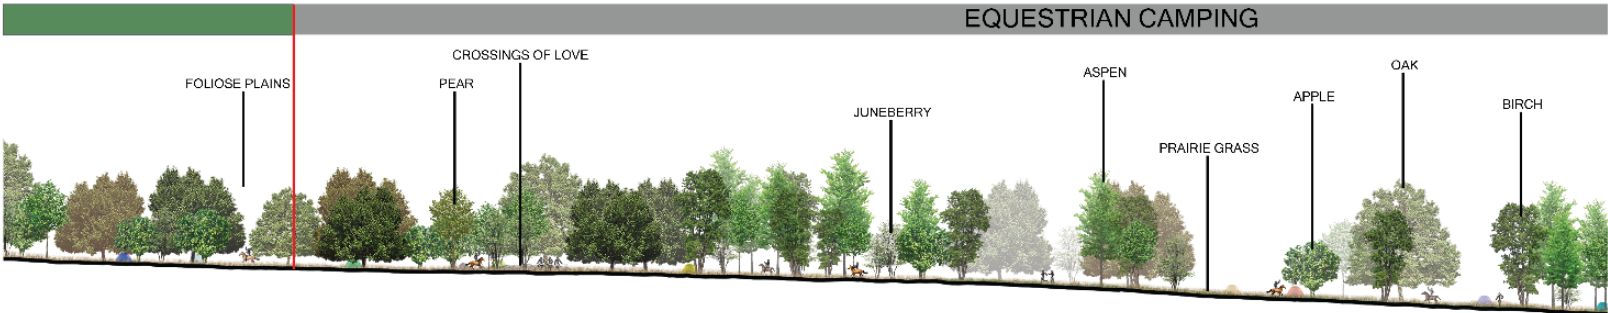 EQUESTRIAN CAMPING
FOLIOSE PLAINS
PEAR
CROSSINGS OF LOVE
JUNEBERRY
ASPEN
PRAIRIE GRASS
APPLE
OAK
BIRCH